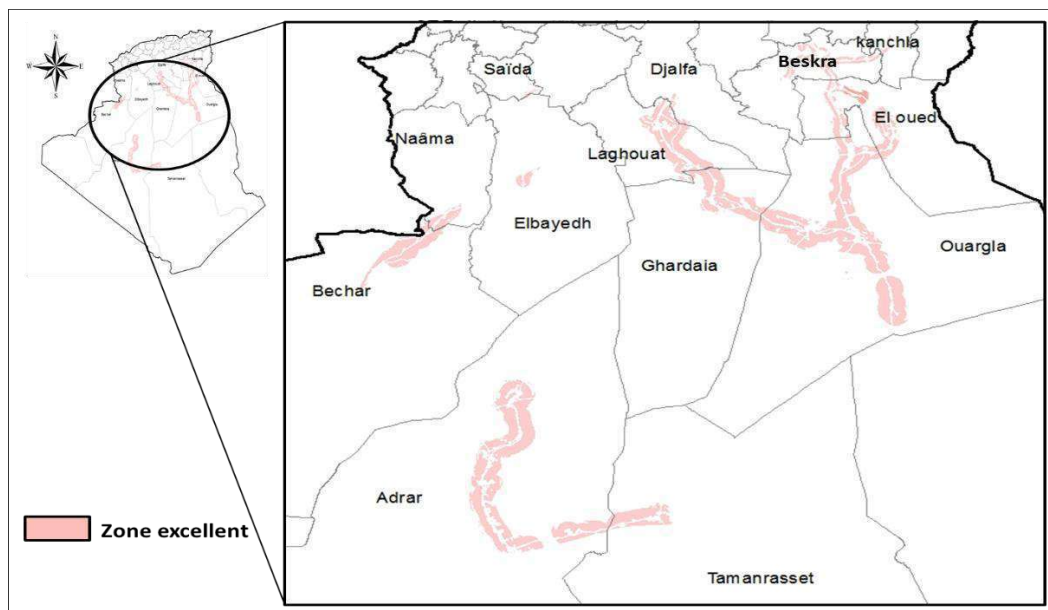 N
W
E
S
kanchla
Beskra
Saïda
Djalfa
El oued
Naâma
Laghouat
Elbayedh
Ouargla
Ghardaia
Bechar
Adrar
Zone excellent
Tamanrasset